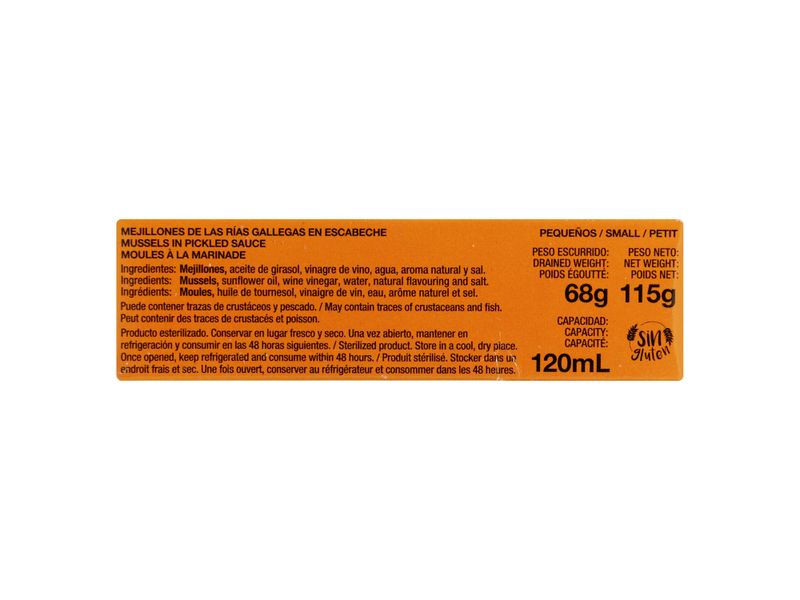 MEJILLONES DE LAS RÍAS GALLEGAS EN ESCABECHE
MUSSELS IN PICKLED SAUCE
MOULES À LA MARINADE
Ingredientes: Mejillones, aceite de girasol, vinagre de vino, agua, aroma natural y sal.
Ingredients: Mussels, sunflower oil, wine vinegar, water, natural flavouring and salt.
Ingrédients: Moules, huile de tournesol, vinaigre de vin, eau, arôme naturel et sel.
Puede contener trazas de crustáceos y pescado. / May contain traces of crustaceans and fish.
Peut contenir des traces de crustacés et poisson.
Producto esterilizado. Conservar en lugar fresco y seco. Una vez abierto, mantener en
refrigeración y consumir en las 48 horas siguientes. / Sterilized product. Store in a cool, dry place.
Once opened, keep refrigerated and consume within 48 hours. / Produit stérilisé. Stocker dans un
endroit frais et sec. Une fois ouvert, conserver au réfrigérateur et consommer dans les 48 heures.
PEQUEÑOS / SMALL / PETIT
PESO ESCURRIDO:
DRAINED WEIGHT:
POIDS ÉGOUTTÉ:
68g
PESO NETO:
NET WEIGHT:
POIDS NET:
115g
CAPACIDAD:
CAPACITY:
CAPACITÉ:
120mL
sin
gluten